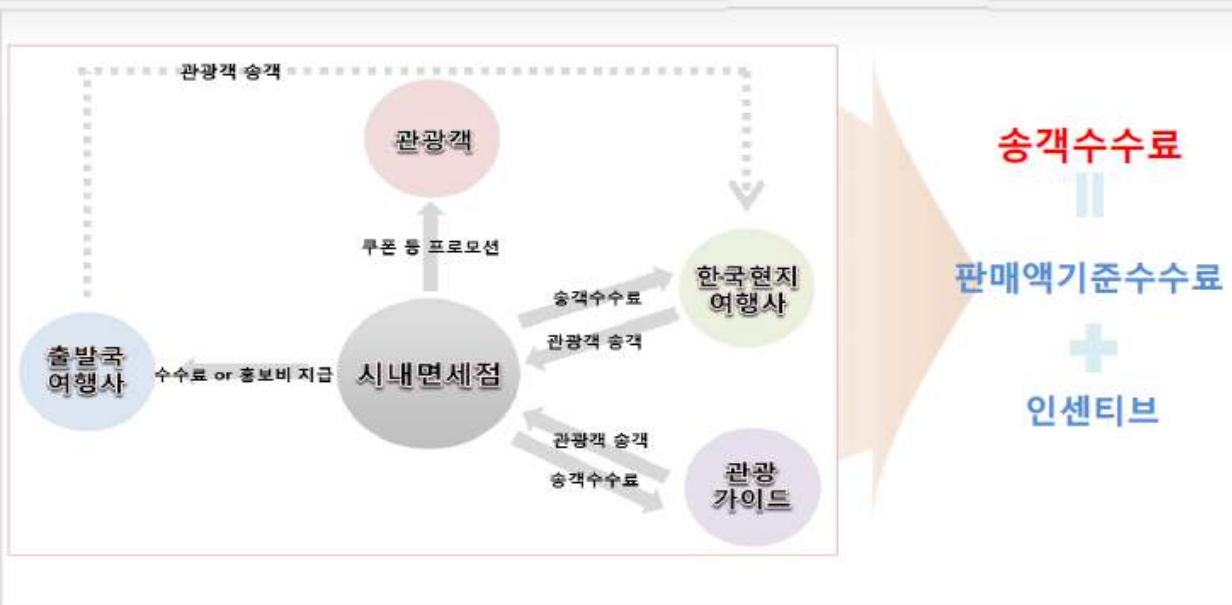 관광객 송객
관광객
송객수수료
쿠폰 등 프로모션
한국현지
여행사
판매액기준수수료
송객수수료
관광객 송객
출발국
여행사
수수료 or 홍보비 지급
시내면세점
인센티브
관광객 송객
송객수수료
관광
가이드